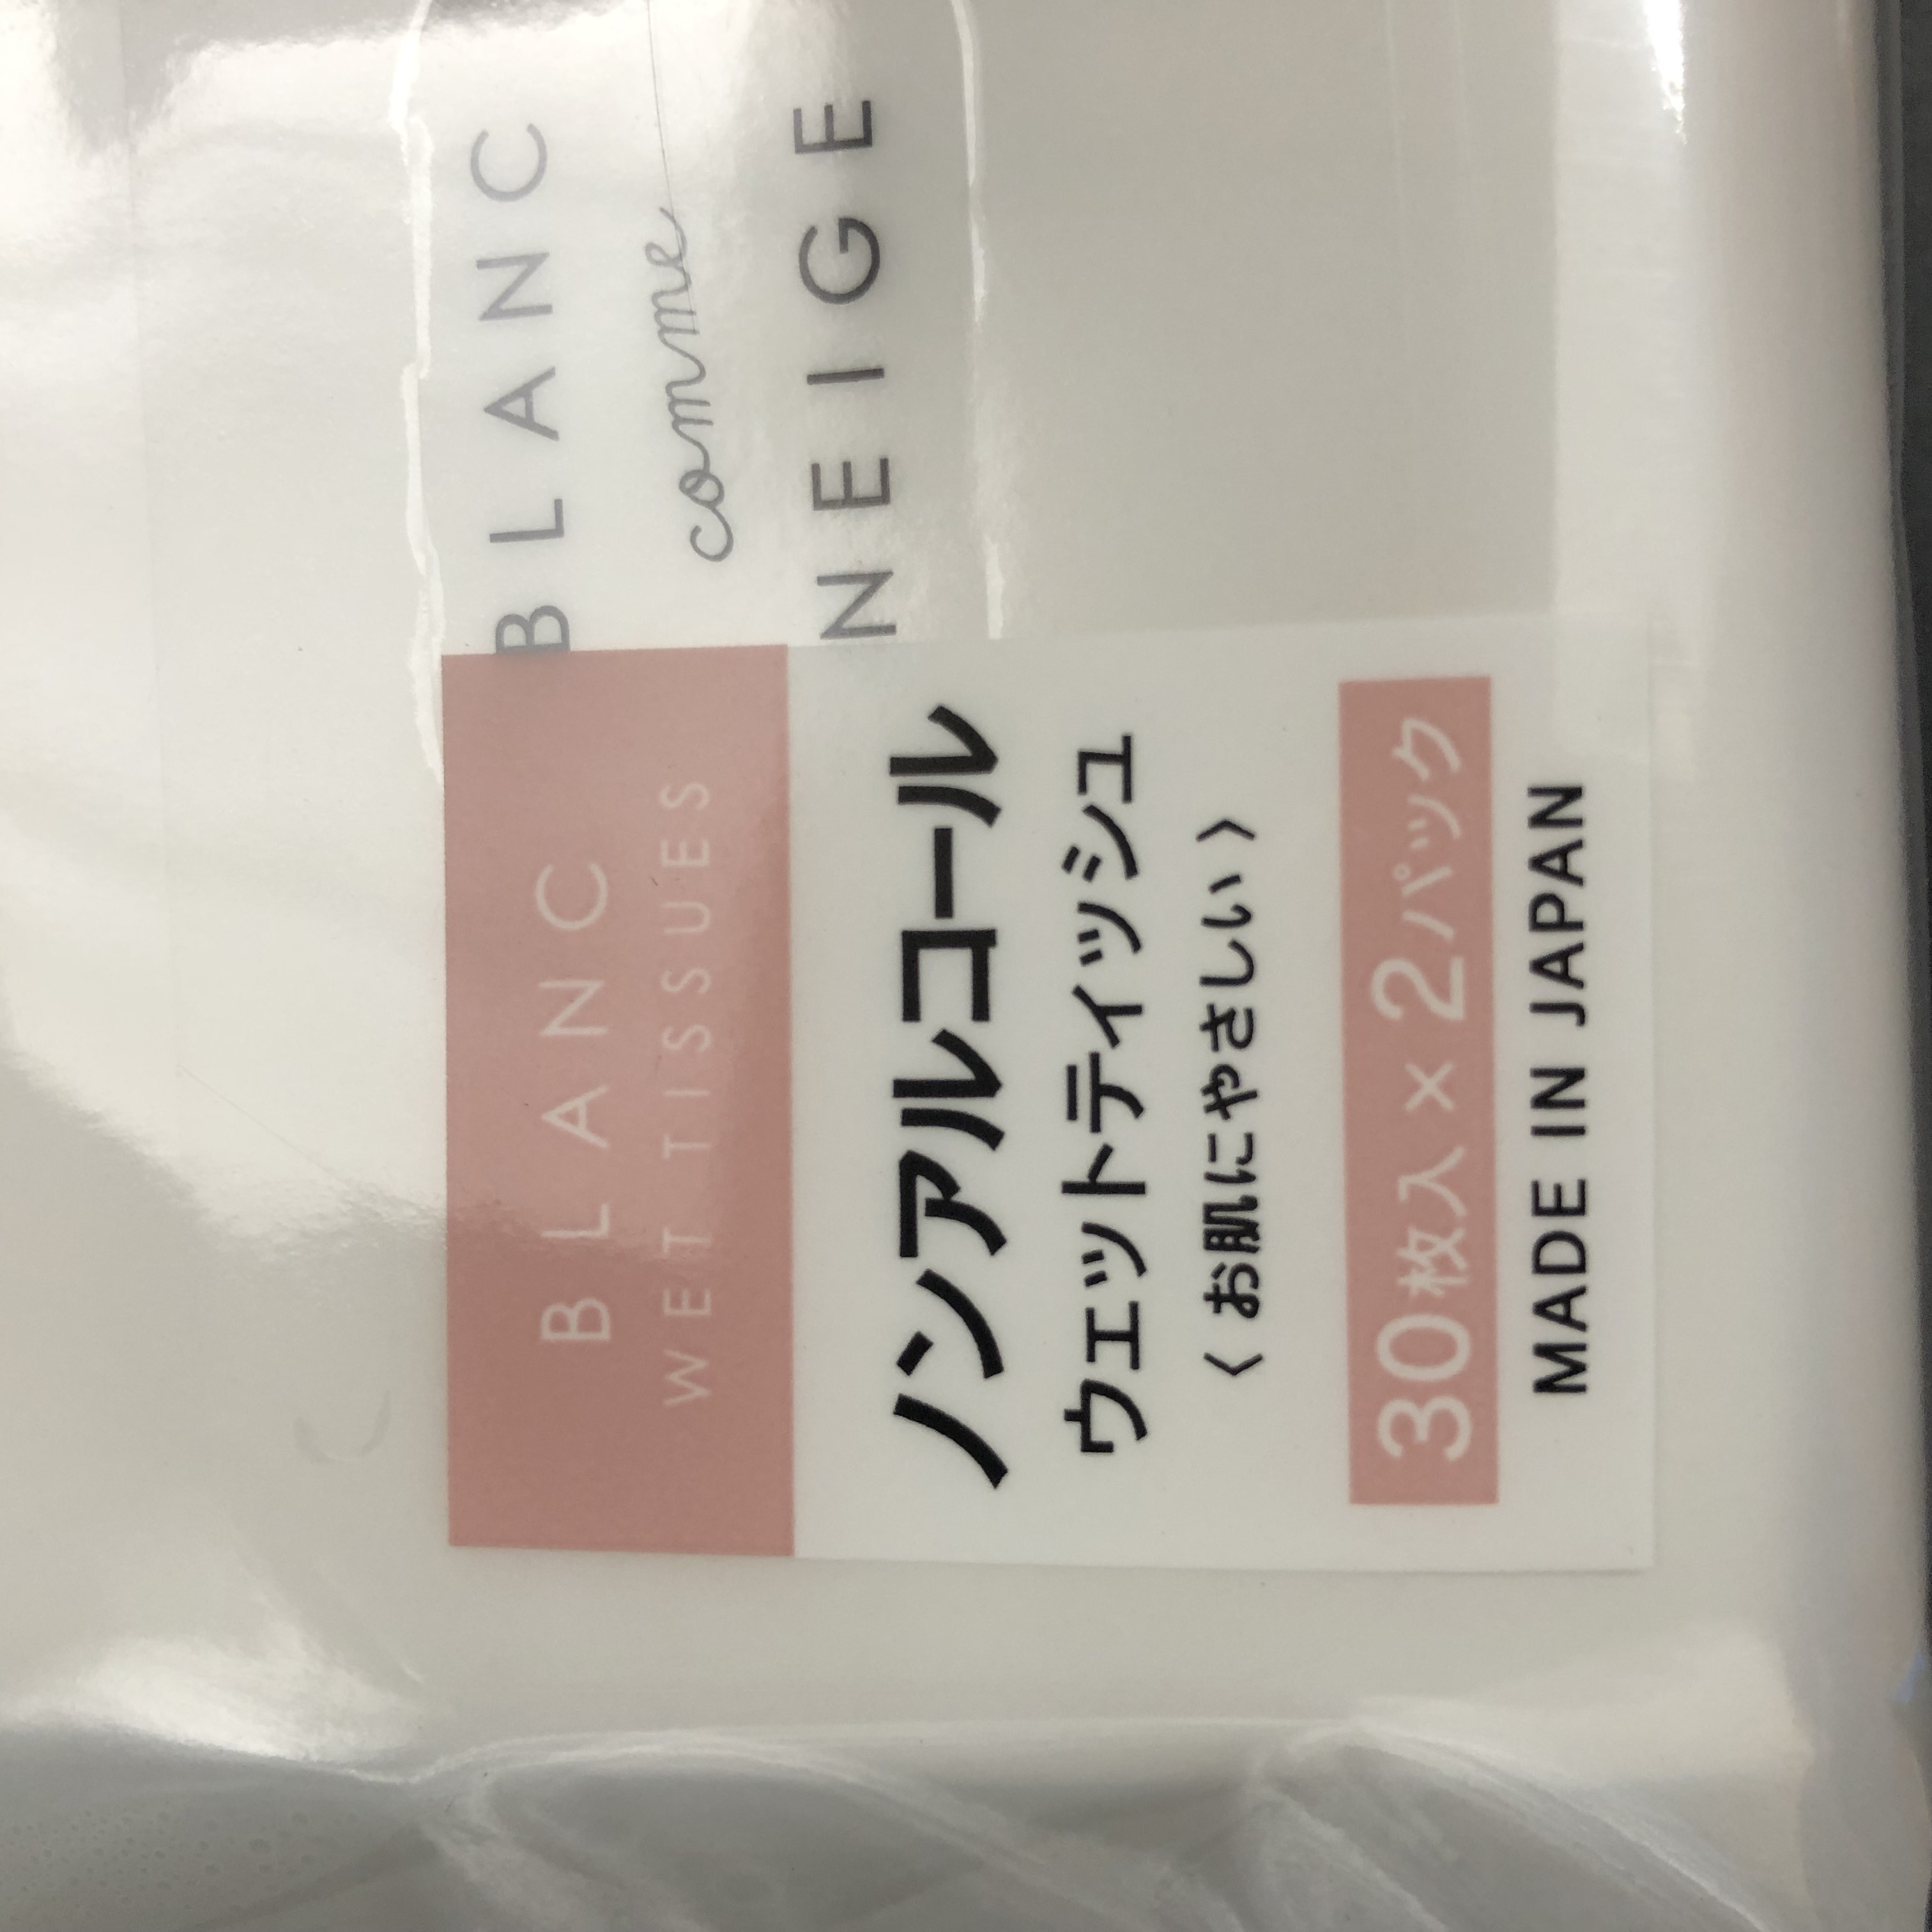 BLANC
comme
NEIGE
BLANC
WET TISSUES
ノンアルコール
ウェットティッシュ
〈お肌にやさしい〉
30枚入×2パック
MADE IN JAPAN